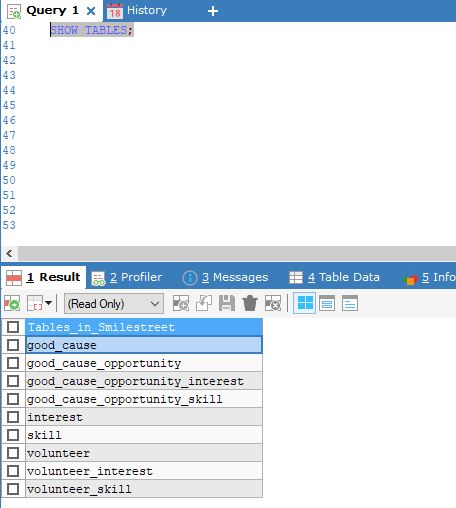 Query 1
History
18
40 SHOW TABLES;
41
42
43
44
45
46
47
48
49
50
51
52
53
1 Result
2 Profiler
3 Messages
4 Table Data
5 Info
(Read Only)
Tables_in_Smilestreet
good_cause
good_cause_opportunity
good_cause_opportunity_interest
good_cause_opportunity_skill
interest
skill
volunteer
volunteer_interest
volunteer_skill